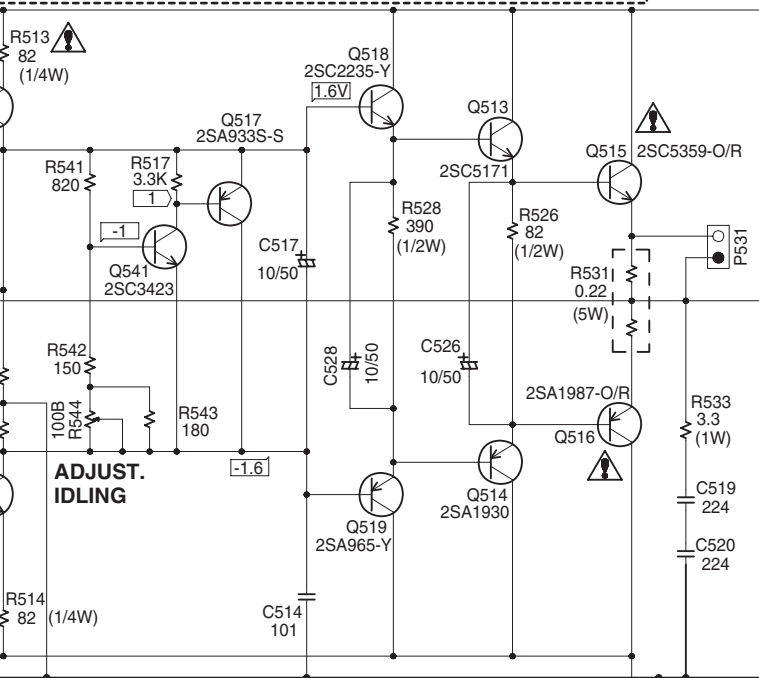 R513
82
(1/4W)
Q518
2SC2235-Y
1.6V
Q517
2SA933S-S
Q513
2SC5171
Q515
2SC5359-O/R
R541
820
R517
3.3K
1
-1
Q541
2SC3423
C517
+
10/50
R528
390
(1/2W)
R526
82
(1/2W)
P531
R531
0.22
(5W)
R542
150
C528
+
10/50
C526
+
10/50
2SA1987-O/R
Q516
100B
R544
R543
180
R533
3.3
(1W)
-1.6
ADJUST.
IDLING
Q514
2SA1930
C519
224
Q519
2SA965-Y
C520
224
R514
82 (1/4W)
C514
101